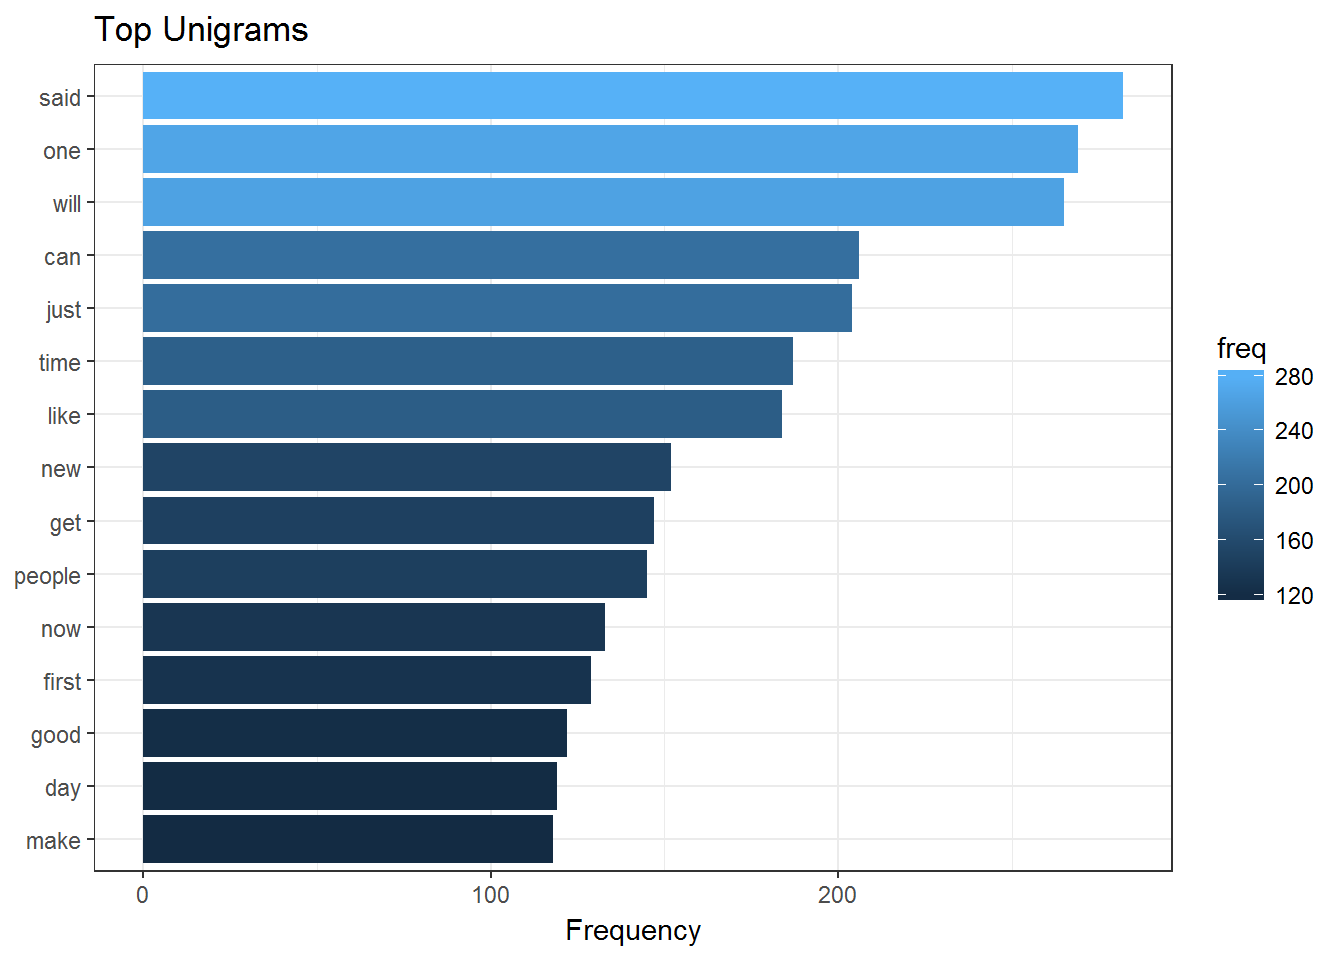 Top Unigrams
said
one
will
can
just
time
like
new
get
people
now
first
good
day
make
0 100 200
Frequency
freq
280
240
200
160
120